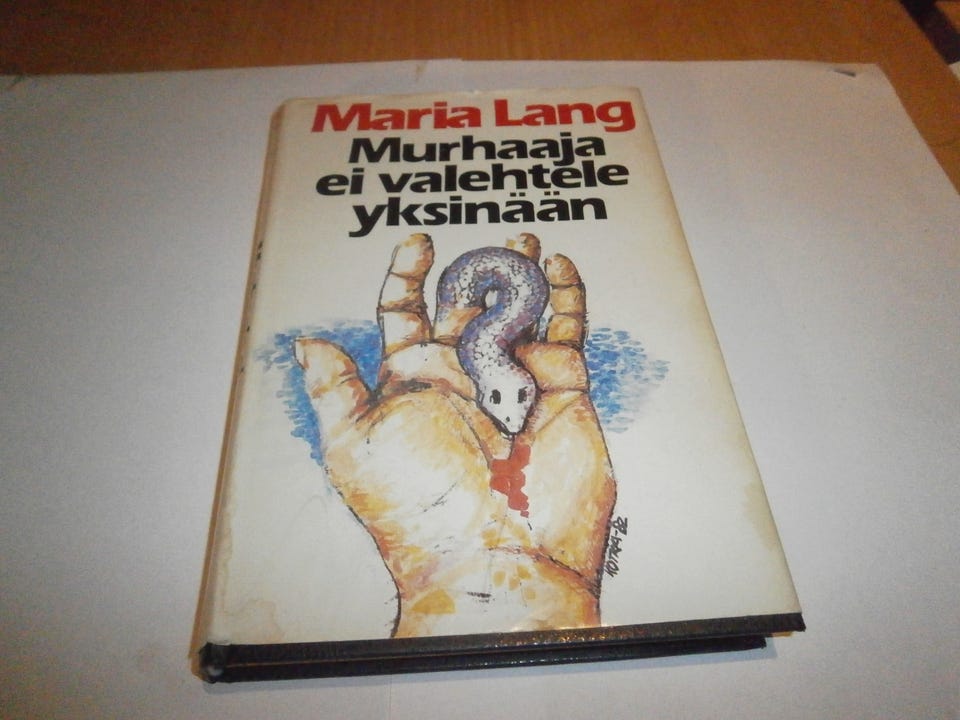 Maria Lang
Murhaaja
ei valehtele
yksinään